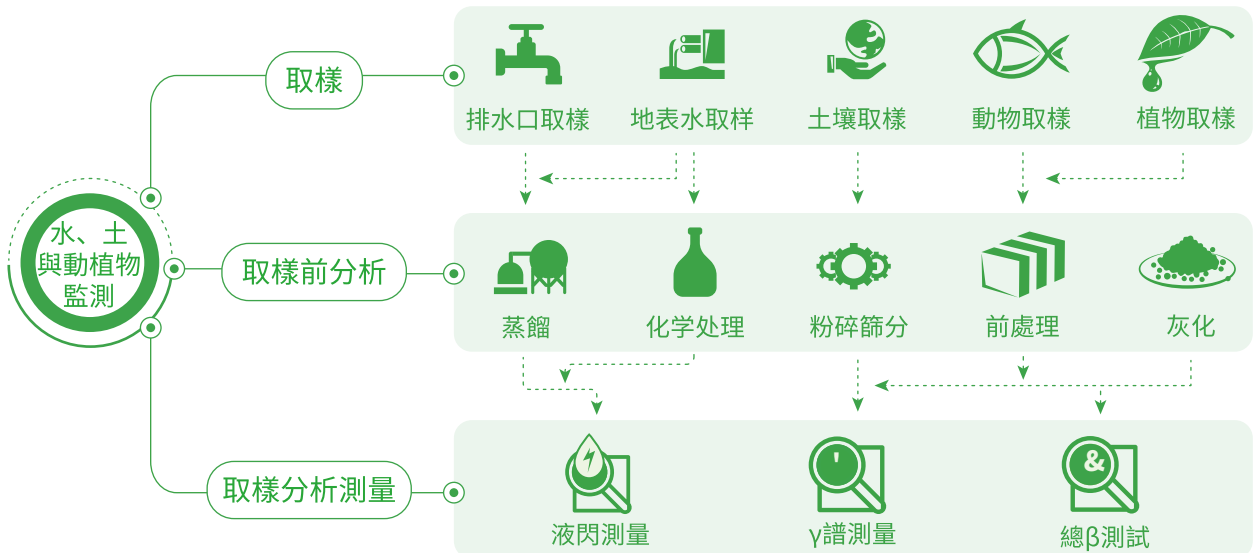 水、土
與動植物
監測
取樣
排水口取樣
地表水取样
土壤取樣
動物取樣
植物取樣
取樣前分析
蒸餾
化学处理
粉碎篩分
前處理
灰化
取樣分析測量
液閃測量
γ譜測量
&
總β測試